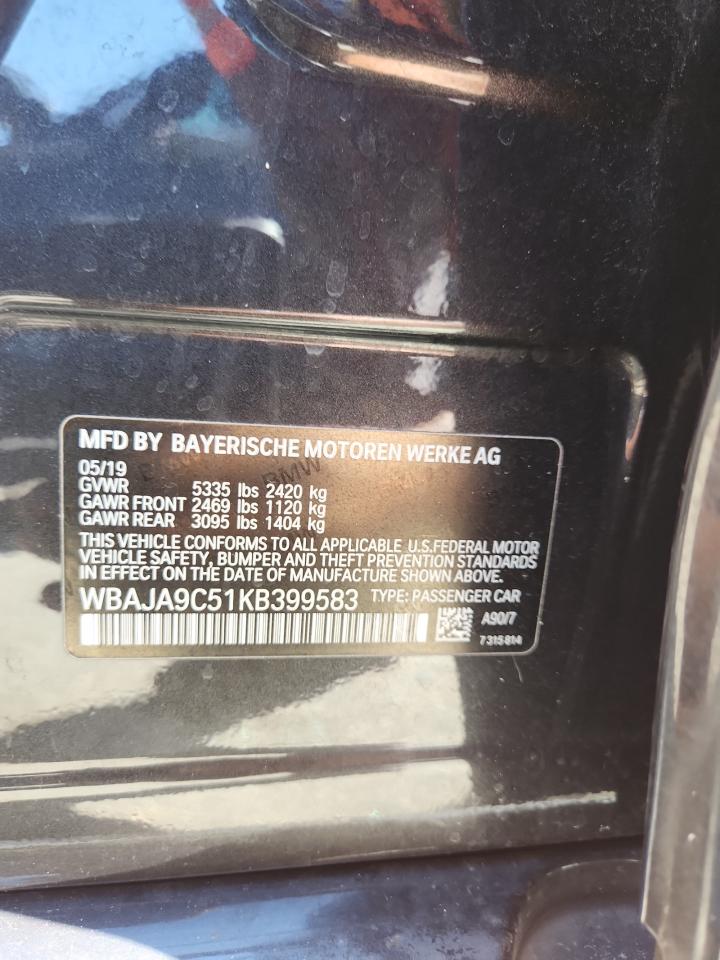 MFD BY BAYERISCHE MOTOREN WERKE AG
05/19
GVWR 5335 lbs 2420 kg
GAWR FRONT 2469 lbs 1120 kg
GAWR REAR 3095 lbs 1404 kg
THIS VEHICLE CONFORMS TO ALL APPLICABLE U.S.FEDERAL MOTOR
VEHICLE SAFETY, BUMPER AND THEFT PREVENTION STANDARDS
IN EFFECT ON THE DATE OF MANUFACTURE SHOWN ABOVE.
WBAJA9C51KB399583 TYPE: PASSENGER CAR
A90/7
7 315 814
BMW